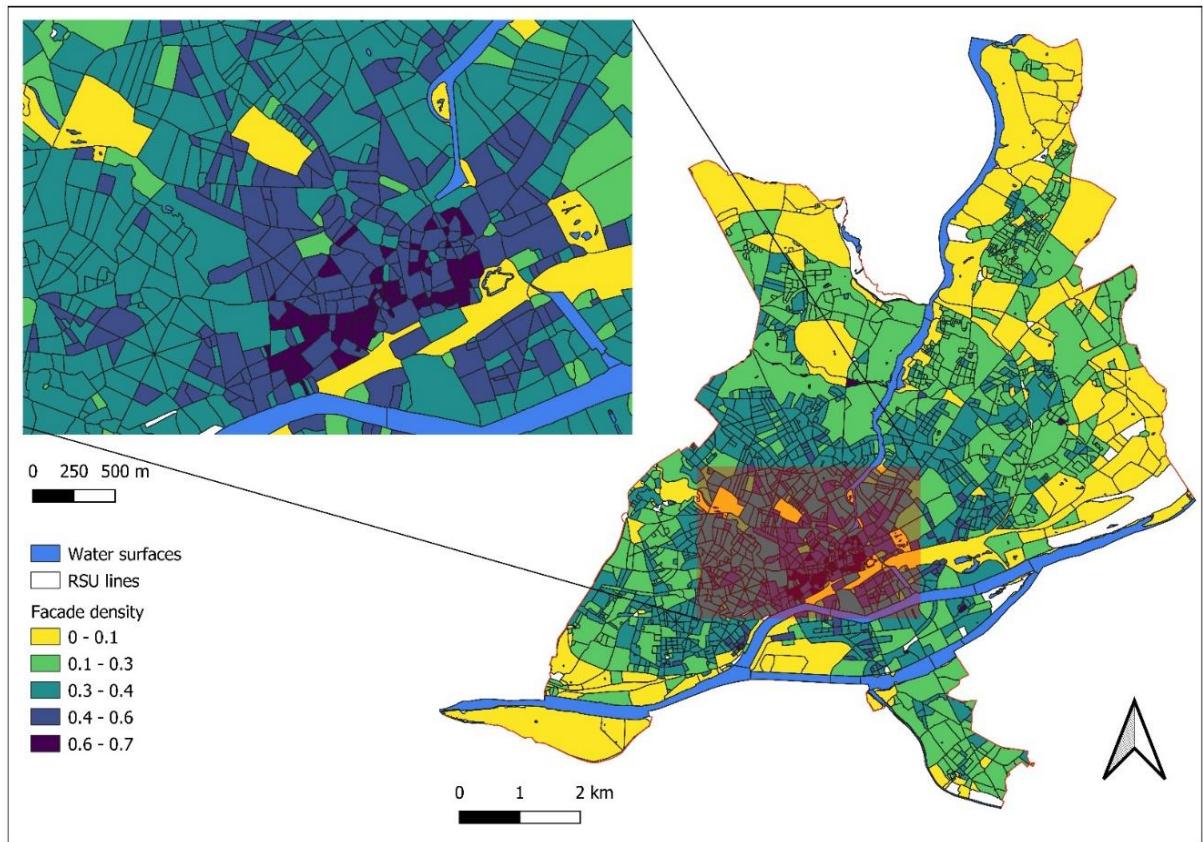 0 250 500 m
Water surfaces
RSU lines
Facade density
0 - 0.1
0.1 - 0.3
0.3 - 0.4
0.4 - 0.6
0.6 - 0.7
0 1 2 km